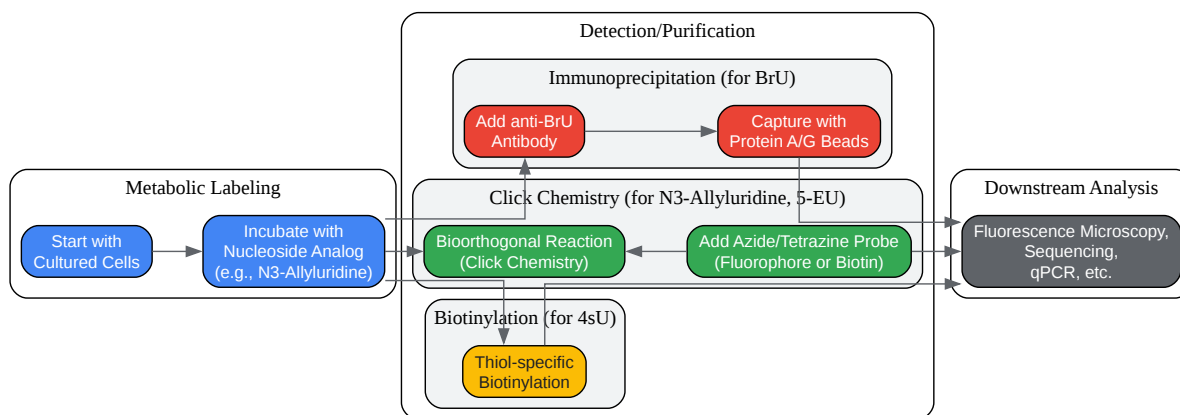 Detection/Purification
Immunoprecipitation (for BrU)
Add anti-BrU
Antibody
Capture with
Protein A/G Beads
Metabolic Labeling
Start with
Cultured Cells
Incubate with
Nucleoside Analog
(e.g., N3-Allyluridine)
Click Chemistry (for N3-Allyluridine, 5-EU)
Bioorthogonal Reaction
(Click Chemistry)
Add Azide/Tetrazine Probe
(Fluorophore or Biotin)
Biotinylation (for 4sU)
Thiol-specific
Biotinylation
Downstream Analysis
Fluorescence Microscopy,
Sequencing,
qPCR, etc.